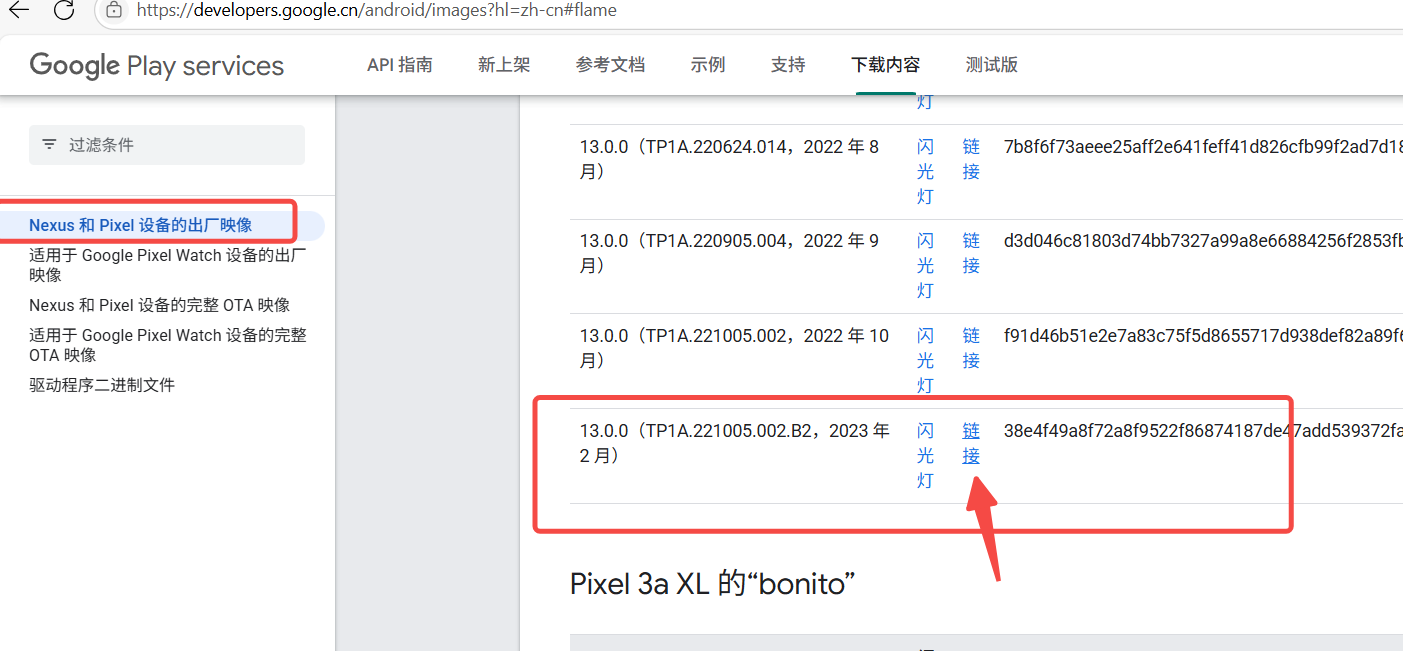 https://developers.google.cn/android/images?hl=zh-cn#flame
Google Play services
API 指南
新上架
参考文档
示例
支持
下载内容
测试版
过滤条件
Nexus 和 Pixel 设备的出厂映像
适用于 Google Pixel Watch 设备的出厂
映像
Nexus 和 Pixel 设备的完整 OTA 映像
适用于 Google Pixel Watch 设备的完整
OTA 映像
驱动程序二进制文件
灯
13.0.0（TP1A.220624.014，2022 年 8
月）
闪
光
灯
链
接
7b8f6f73aeee25aff2e641feff41d826cfb99f2ad7d18
13.0.0（TP1A.220905.004，2022 年 9
月）
闪
光
灯
链
接
d3d046c81803d74bb7327a99a8e66884256f2853fb
13.0.0（TP1A.221005.002，2022 年 10
月）
闪
光
灯
链
接
f91d46b51e2e7a83c75f5d8655717d938def82a89f6
13.0.0（TP1A.221005.002.B2，2023 年
2 月）
闪
光
灯
链
接
38e4f49a8f72a8f9522f86874187de47add539372fa
Pixel 3a XL 的“bonito”